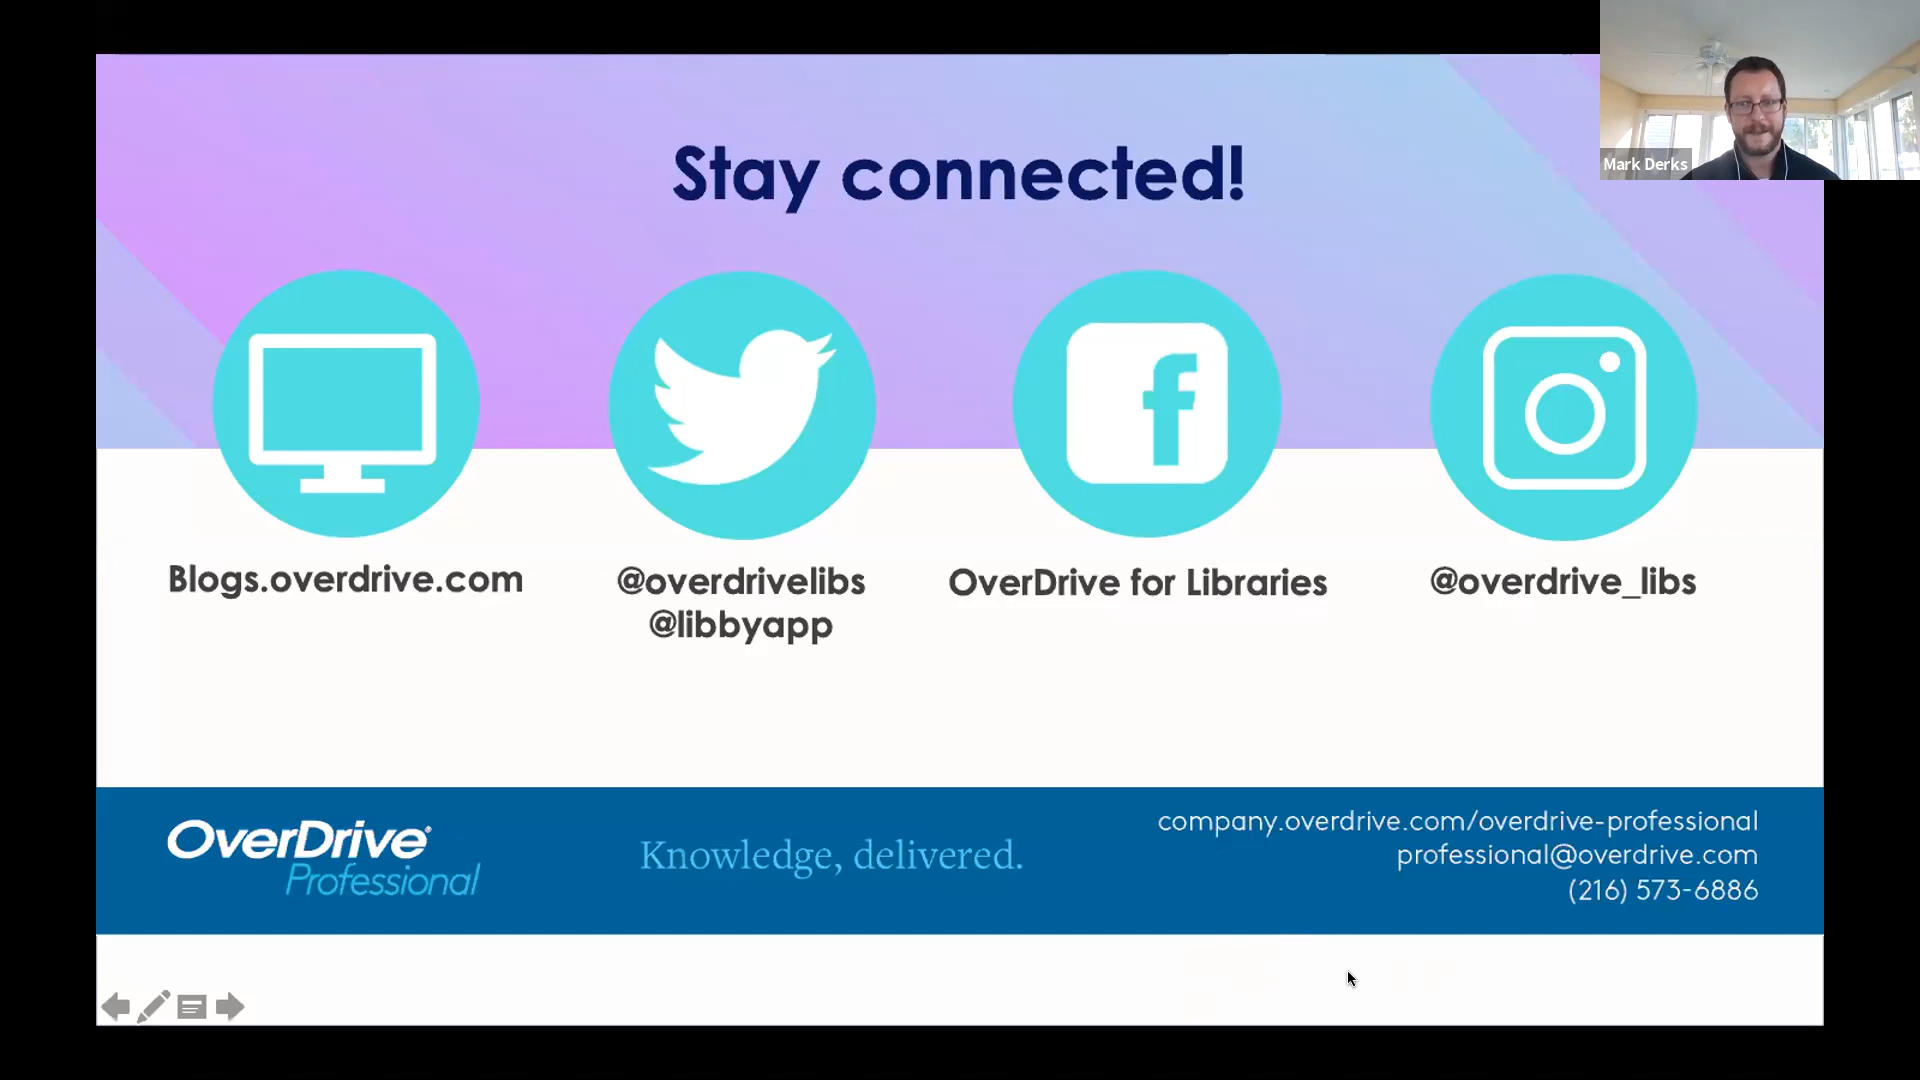 Mark Derks
Stay connected!
Blogs.overdrive.com
@overdrivelibs
@libbyapp
OverDrive for Libraries
@overdrive_libs
OverDrive®
Professional
Knowledge, delivered.
company.overdrive.com/overdrive-professional
professional@overdrive.com
(216) 573-6886